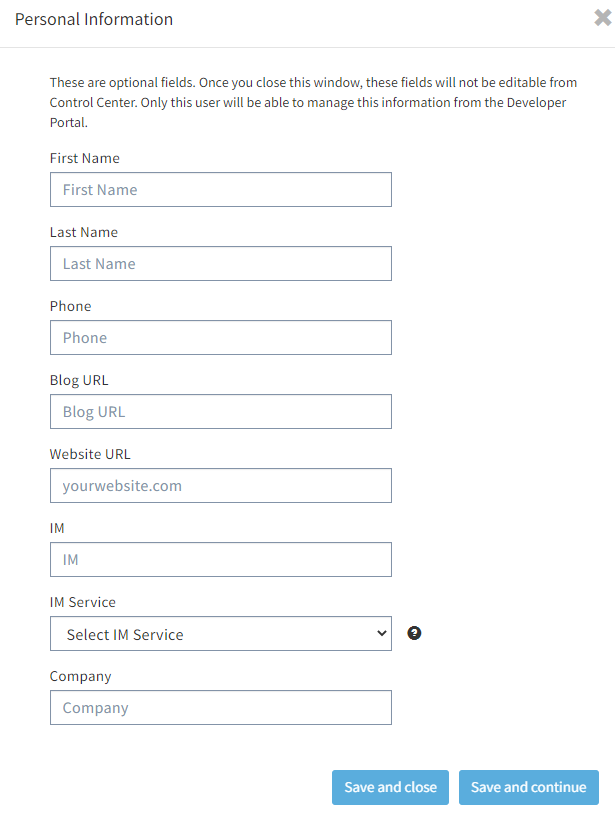 Personal Information
These are optional fields. Once you close this window, these fields will not be editable from
Control Center. Only this user will be able to manage this information from the Developer
Portal.
First Name
First Name
Last Name
Last Name
Phone
Phone
Blog URL
Blog URL
Website URL
yourwebsite.com
IM
IM
IM Service
Select IM Service
?
Company
Company
Save and close Save and continue